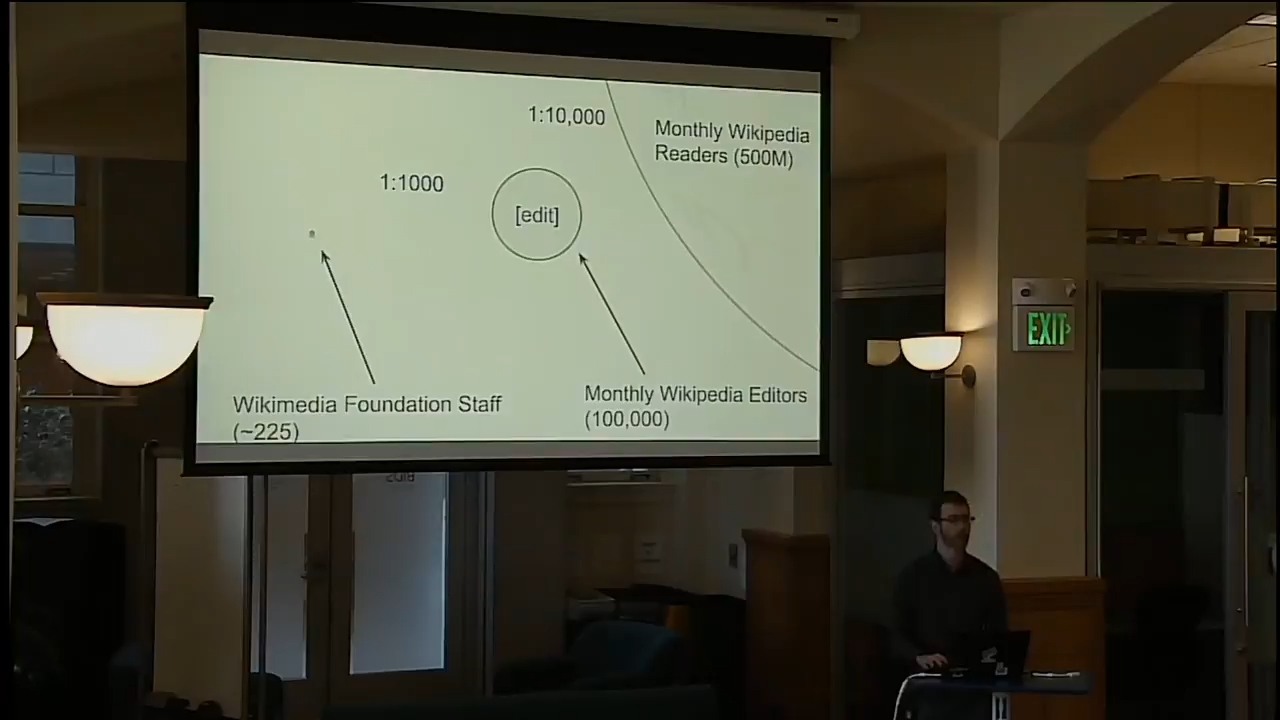 1:10,000
Monthly Wikipedia
Readers (500M)
1:1000
[edit]
Wikimedia Foundation Staff
(~225)
Monthly Wikipedia Editors
(100,000)
EXIT